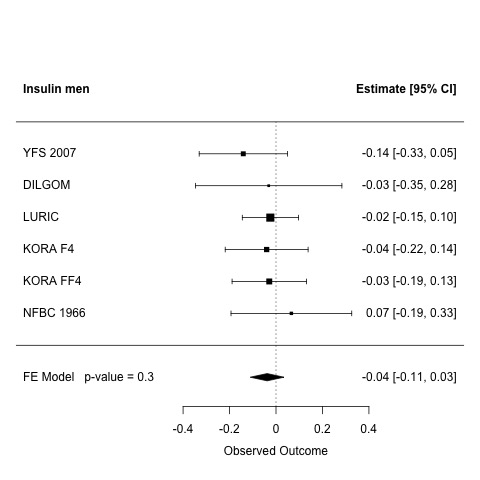 Insulin men Estimate [95% CI]
YFS 2007 -0.14 [-0.33, 0.05]
DILGOM -0.03 [-0.35, 0.28]
LURIC -0.02 [-0.15, 0.10]
KORA F4 -0.04 [-0.22, 0.14]
KORA FF4 -0.03 [-0.19, 0.13]
NFBC 1966 0.07 [-0.19, 0.33]
FE Model p-value = 0.3 -0.04 [-0.11, 0.03]
-0.4 -0.2 0 0.2 0.4
Observed Outcome